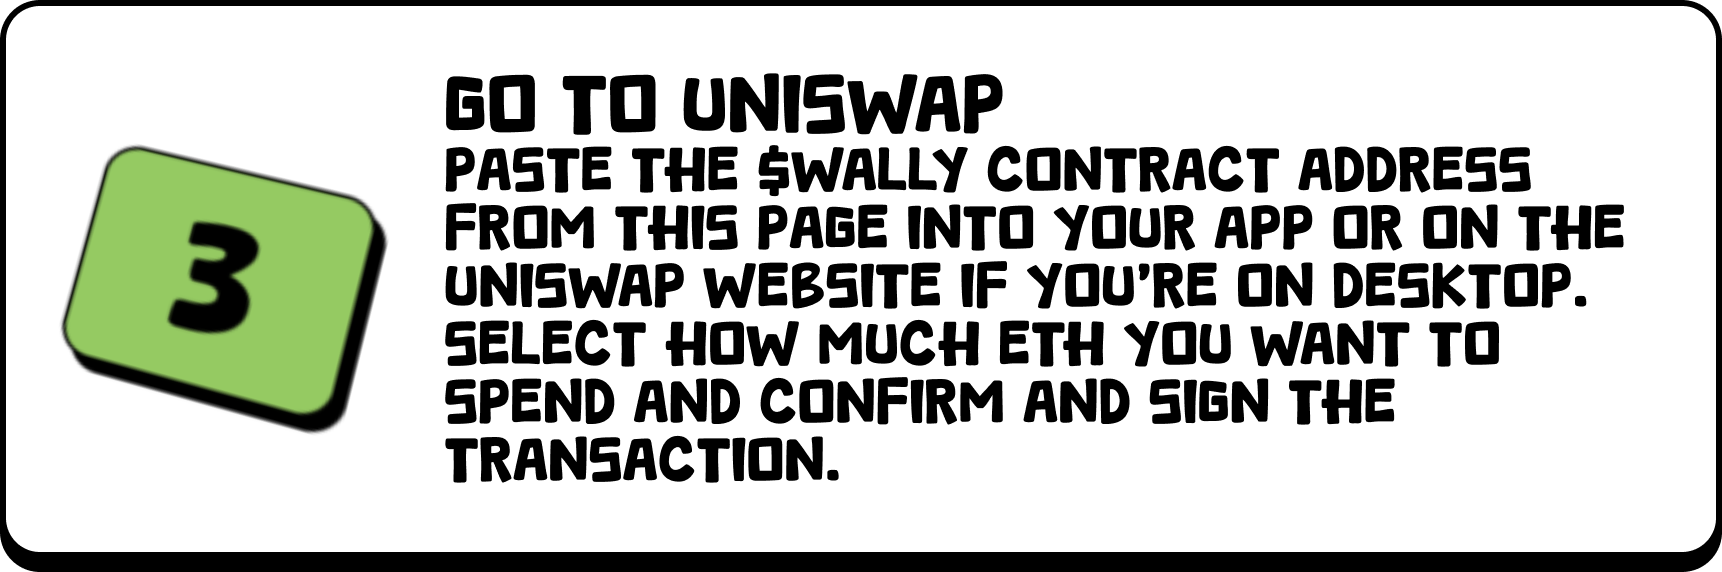 3
GO TO UNISWAP
PASTE THE $WALLY CONTRACT ADDRESS
FROM THIS PAGE INTO YOUR APP OR ON THE
UNISWAP WEBSITE IF YOU'RE ON DESKTOP.
SELECT HOW MUCH ETH YOU WANT TO
SPEND AND CONFIRM AND SIGN THE
TRANSACTION.